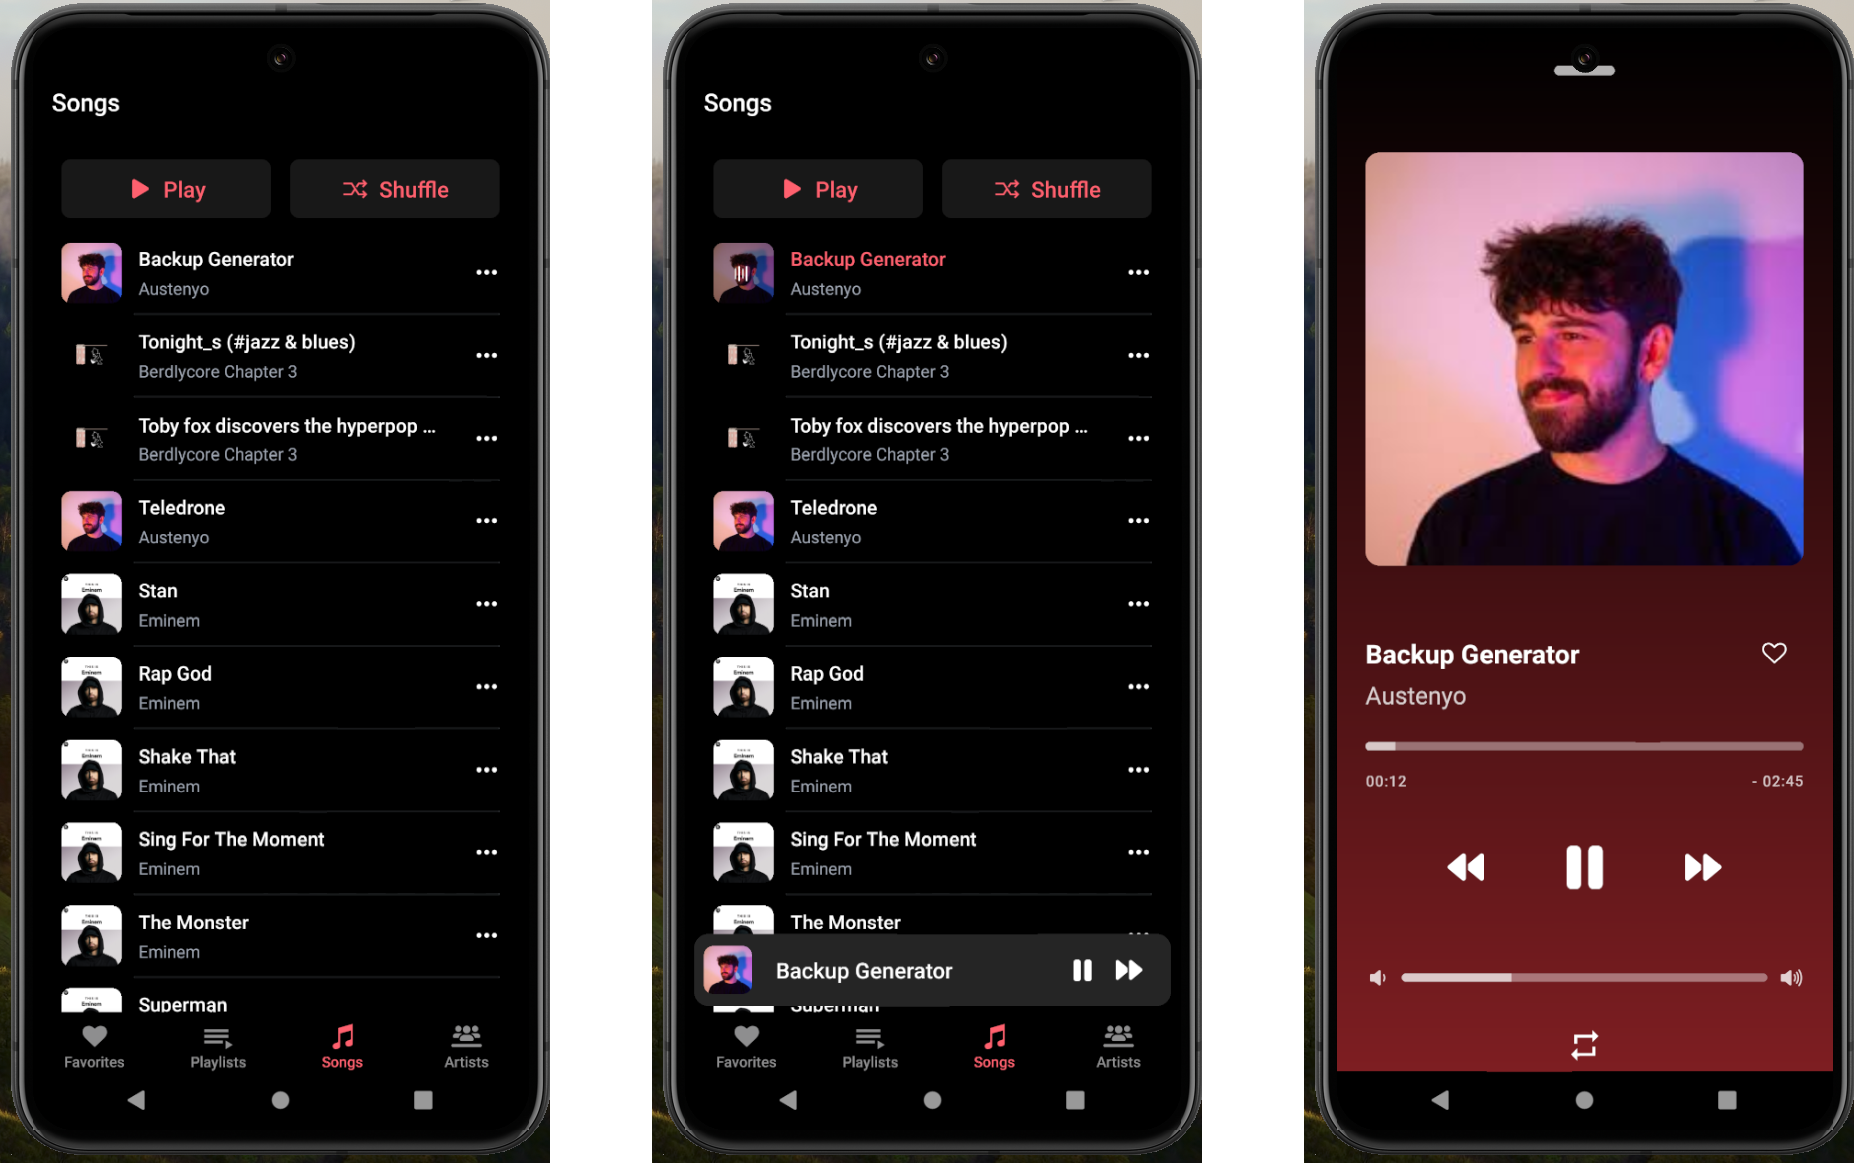 Songs
Play
Shuffle
Backup Generator
Austenyo
Tonight_s (#jazz & blues)
Berdlycore Chapter 3
Toby fox discovers the hyperpop ...
Berdlycore Chapter 3
Teledrone
Austenyo
Stan
Eminem
Rap God
Eminem
Shake That
Eminem
Sing For The Moment
Eminem
The Monster
Eminem
Superman
Favorites
Playlists
Songs
Artists
Songs
Play
Shuffle
Backup Generator
Austenyo
Tonight_s (#jazz & blues)
Berdlycore Chapter 3
Toby fox discovers the hyperpop ...
Berdlycore Chapter 3
Teledrone
Austenyo
Stan
Eminem
Rap God
Eminem
Shake That
Eminem
Sing For The Moment
Eminem
The Monster
Backup Generator
Superman
Favorites
Playlists
Songs
Artists
Backup Generator
Austenyo
00:12
- 02:45